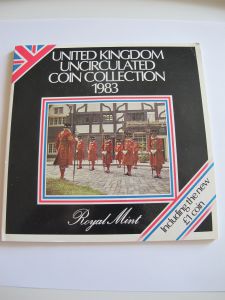 UNITED KINGDOM
UNCIRCULATED
COIN COLLECTION
1983
Including the new
£1 coin
Royal Mint